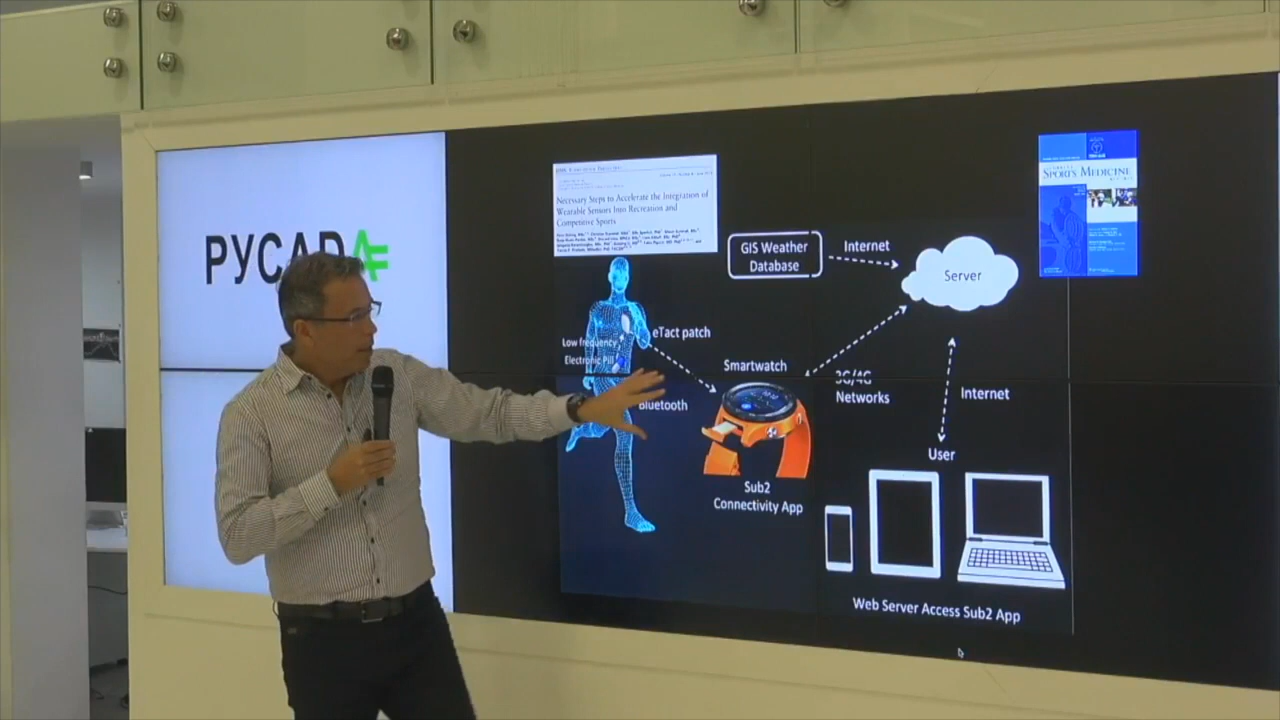 РУСАДА
Necessary Steps to Accelerate the Integration of
Wearable Sensors Into Recreation and
Competitive Sports
SPORTS MEDICINE
GIS Weather
Database
Internet
Server
eTact patch
Low frequency
Electronic Pill
Bluetooth
Smartwatch
3G/4G
Networks
Internet
User
Sub2
Connectivity App
Web Server Access Sub2 App